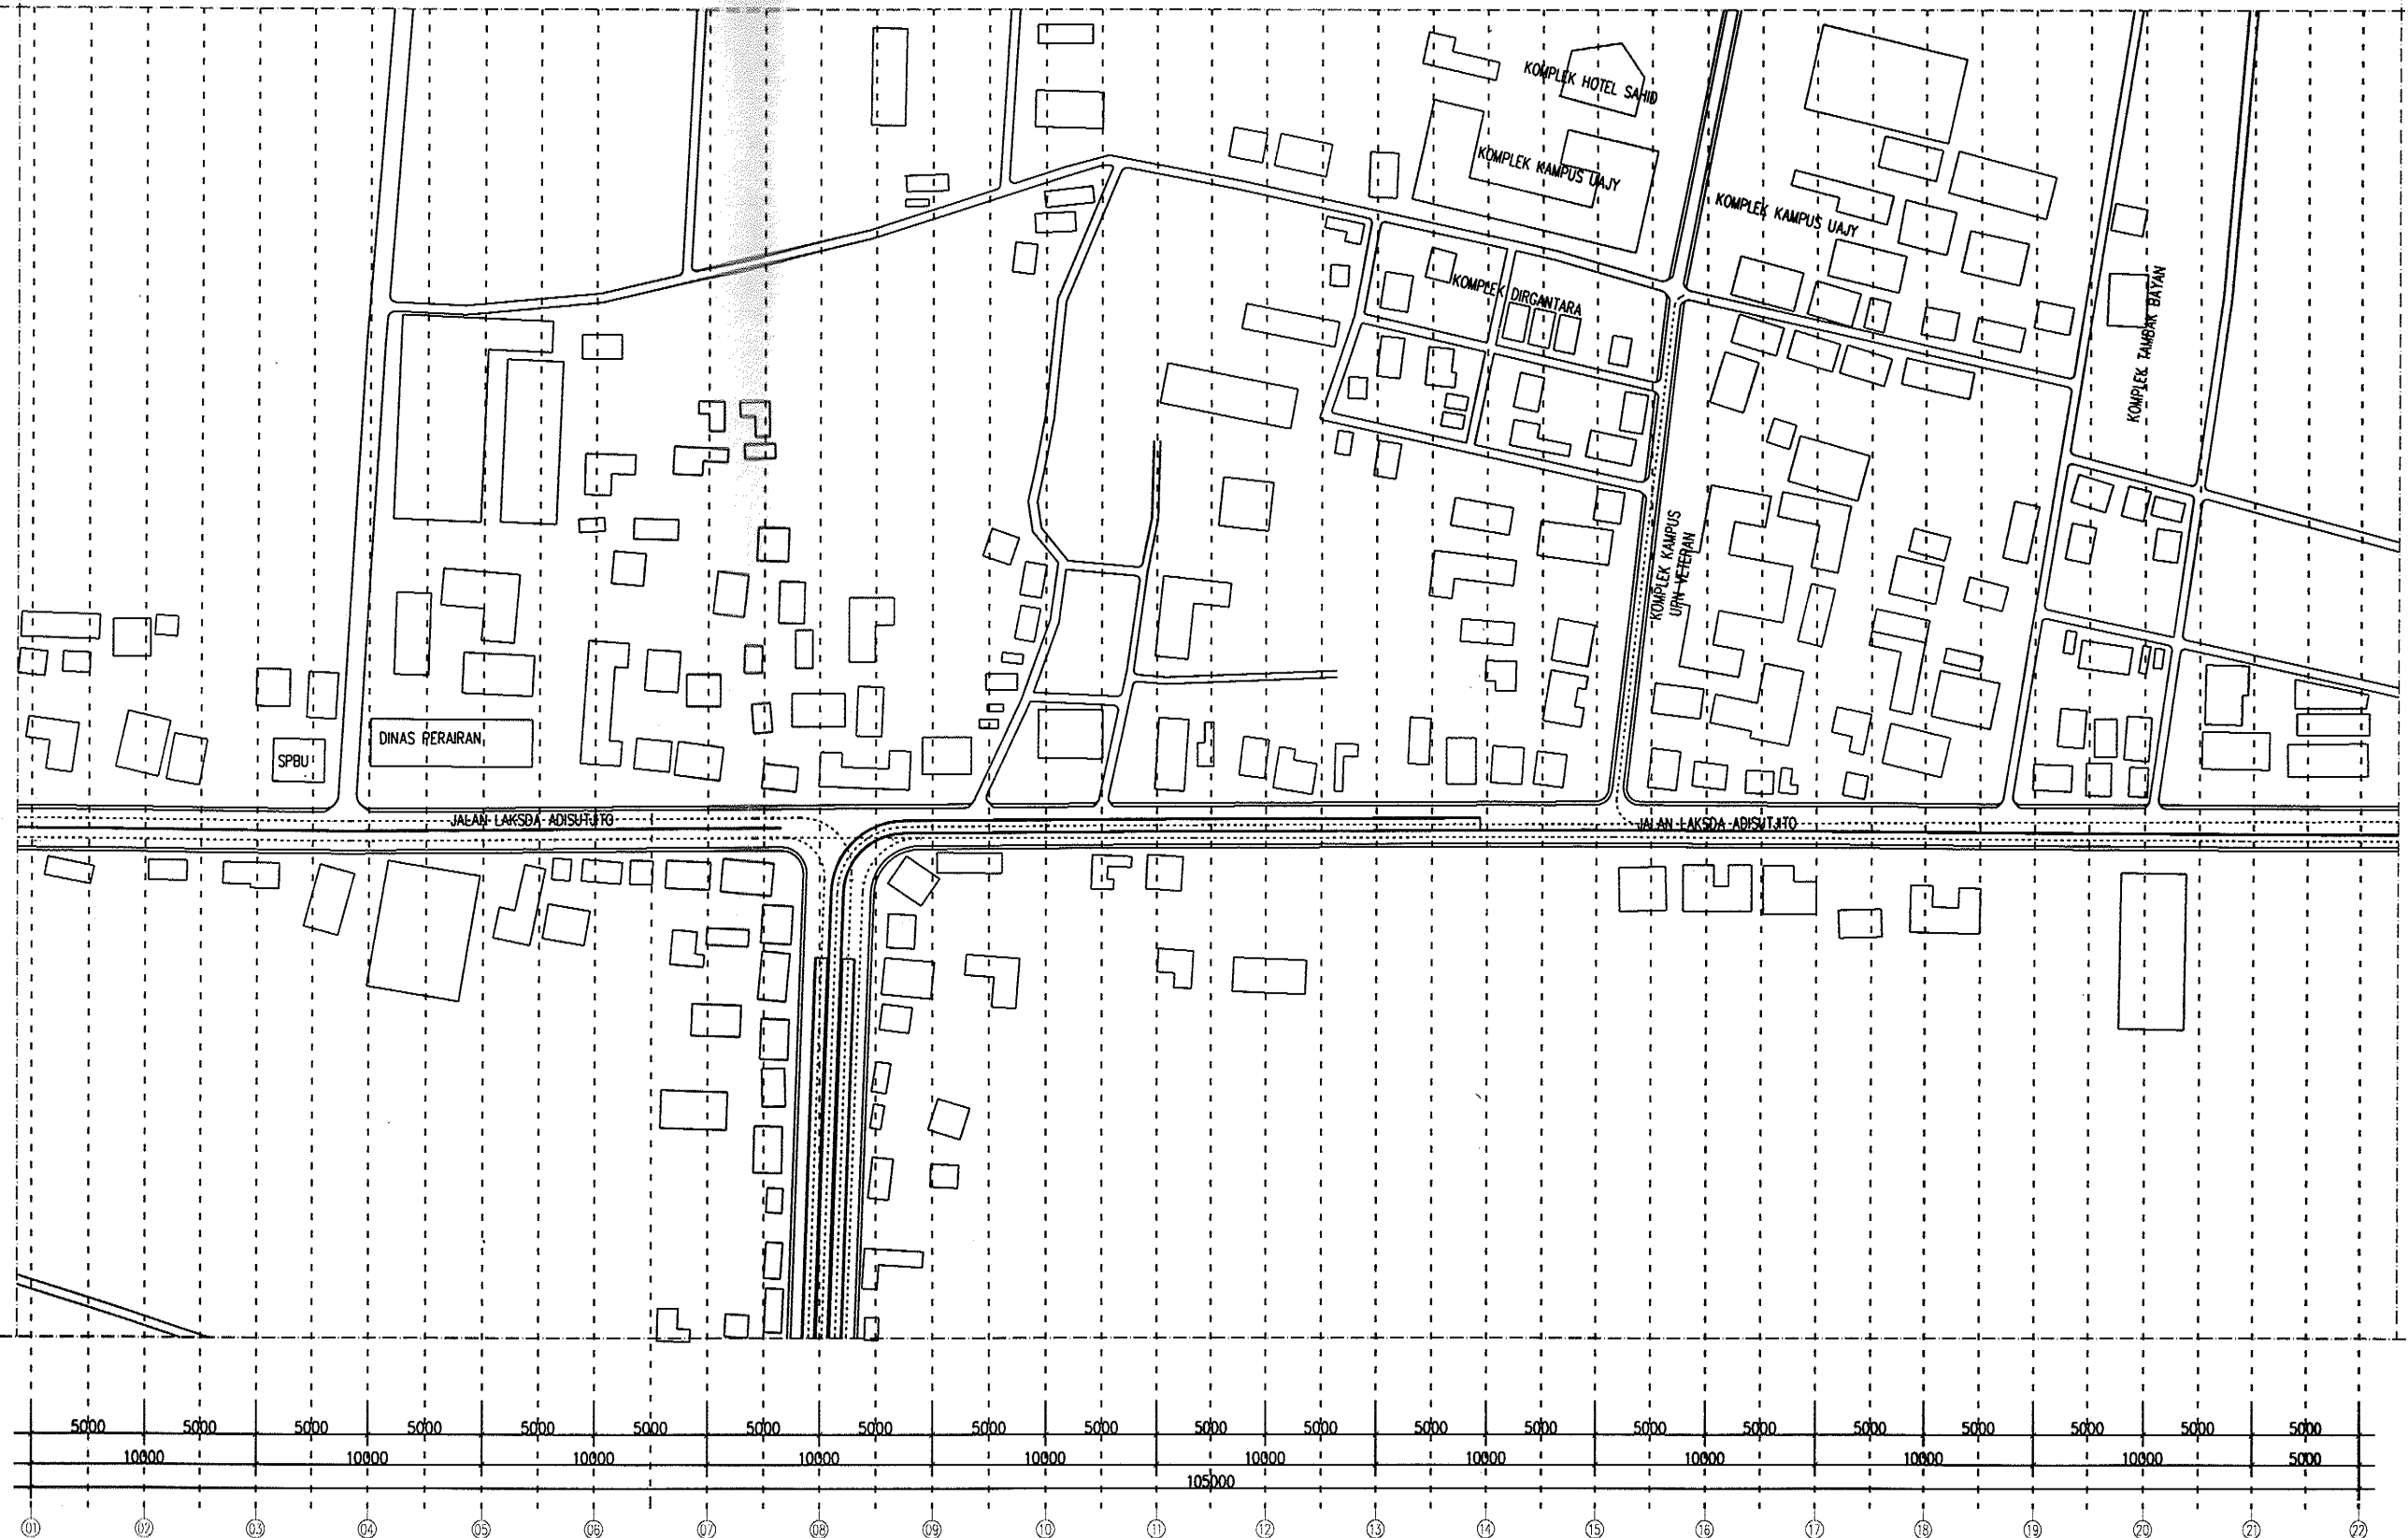 KOMPLEK HOTEL SAHID
KOMPLEK KAMPUS UAJY
KOMPLEK KAMPUS UAJY
KOMPLEK DIRGANTARA
KOMPLEK TAMBAK BAYAN
KOMPLEK KAMPUS
UPN VETERAN
DINAS PERAIRAN
SPBU
JALAN LAKSDA ADISUTJITO
JALAN LAKSDA ADISUTJITO
5000 5000 5000 5000 5000 5000 5000 5000 5000 5000 5000 5000 5000 5000 5000 5000 5000 5000 5000 5000 5000
10000 10000 10000 10000 10000 10000 10000 10000 10000 10000 5000
105000
01 02 03 04 05 06 07 08 09 10 11 12 13 14 15 16 17 18 19 20 21 22